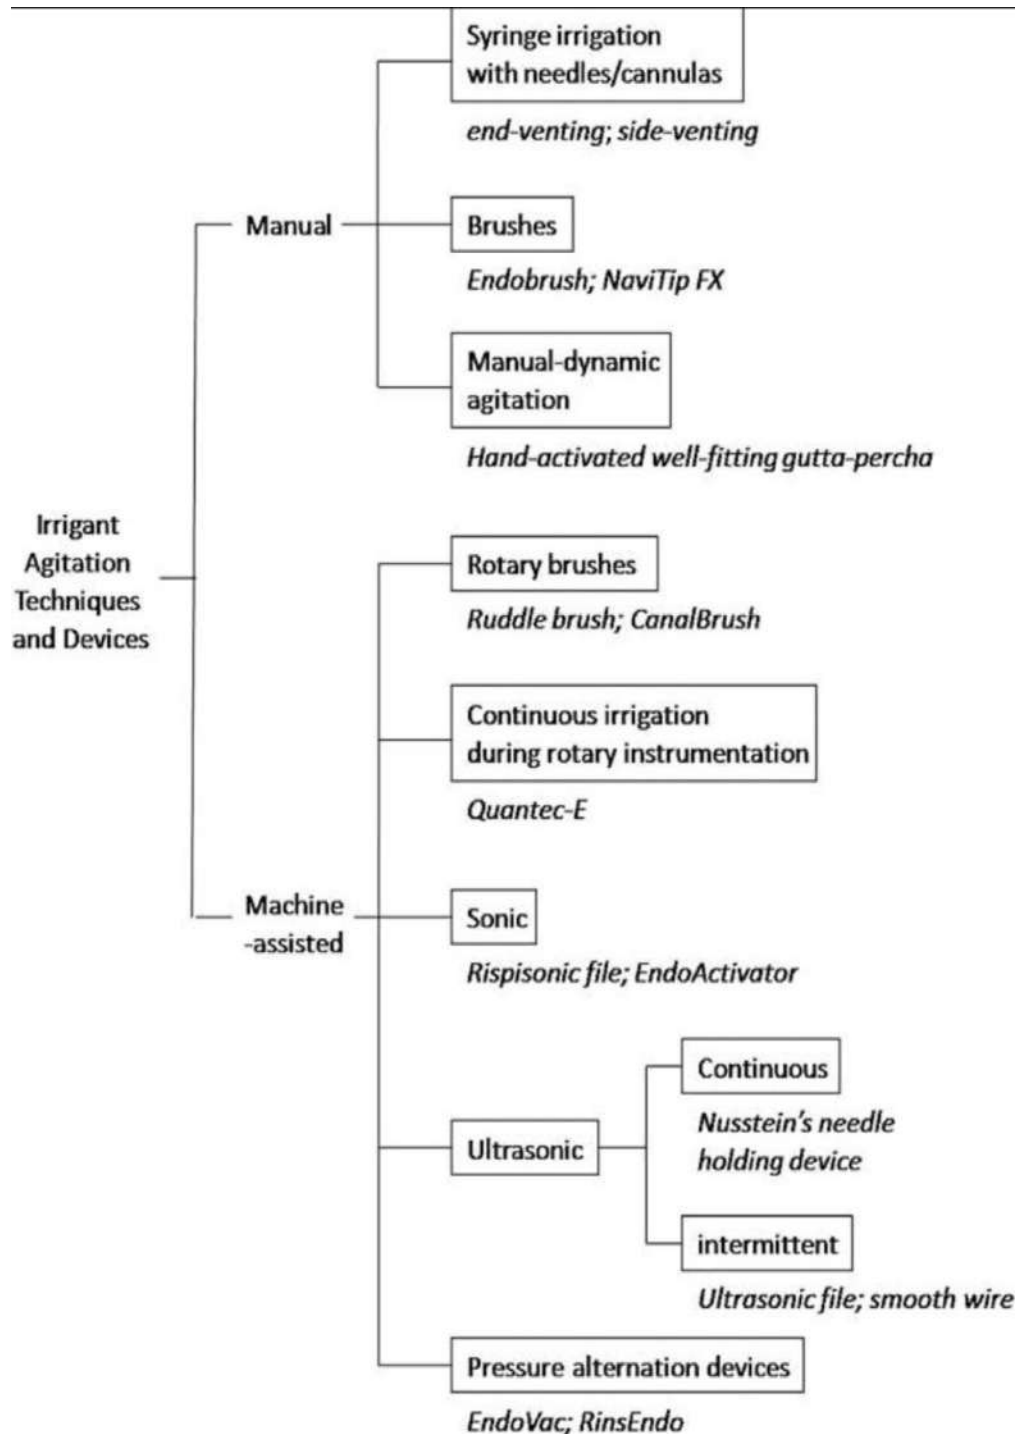 Syringe irrigation
with needles/cannulas
end-venting; side-venting
Manual
Brushes
Endobrush; NaviTip FX
Manual-dynamic
agitation
Hand-activated well-fitting gutta-percha
Irrigant
Agitation
Techniques
and Devices
Rotary brushes
Ruddle brush; CanalBrush
Continuous irrigation
during rotary instrumentation
Quantec-E
Machine
-assisted
Sonic
Rispisonic file; EndoActivator
Ultrasonic
Continuous
Nusstein's needle
holding device
intermittent
Ultrasonic file; smooth wire
Pressure alternation devices
EndoVac; RinsEndo